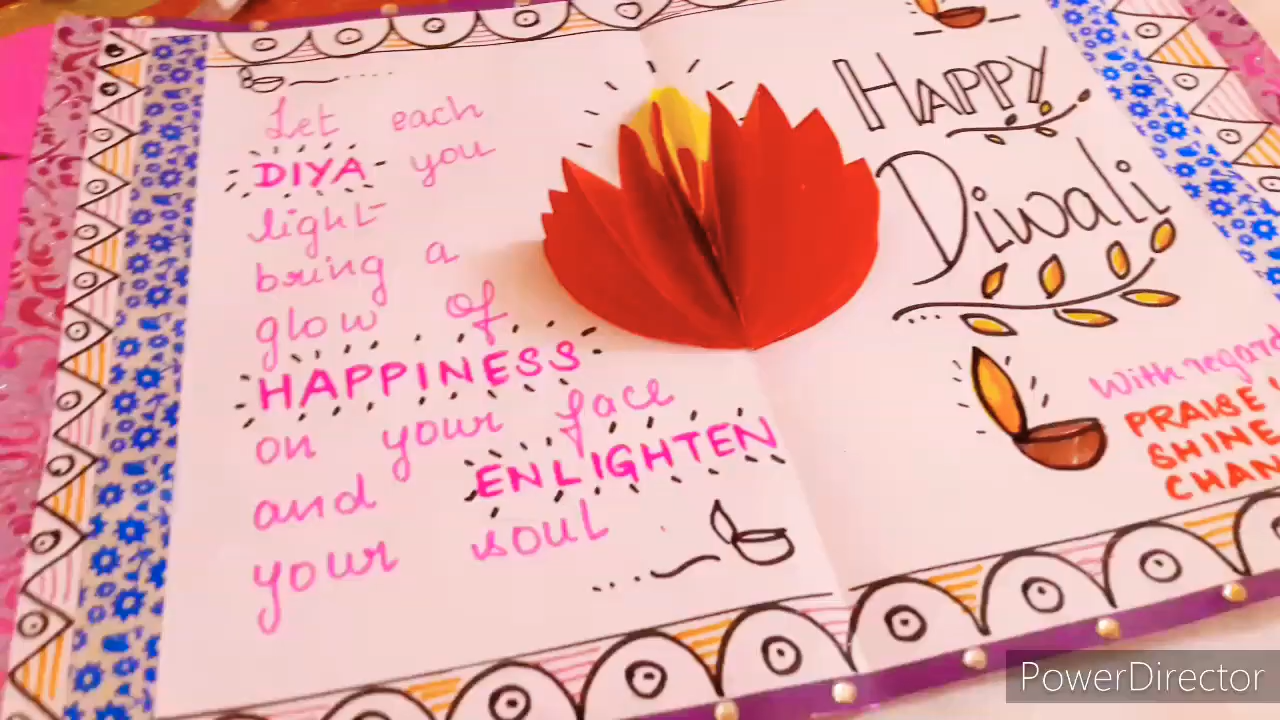 Let each
DIYA you
light
bring a
glow of
HAPPINESS
on your face
and ENLIGHTEN
your soul
HAPPY
Diwali
With regard
PRAISE
SHINE
CHAN
PowerDirector